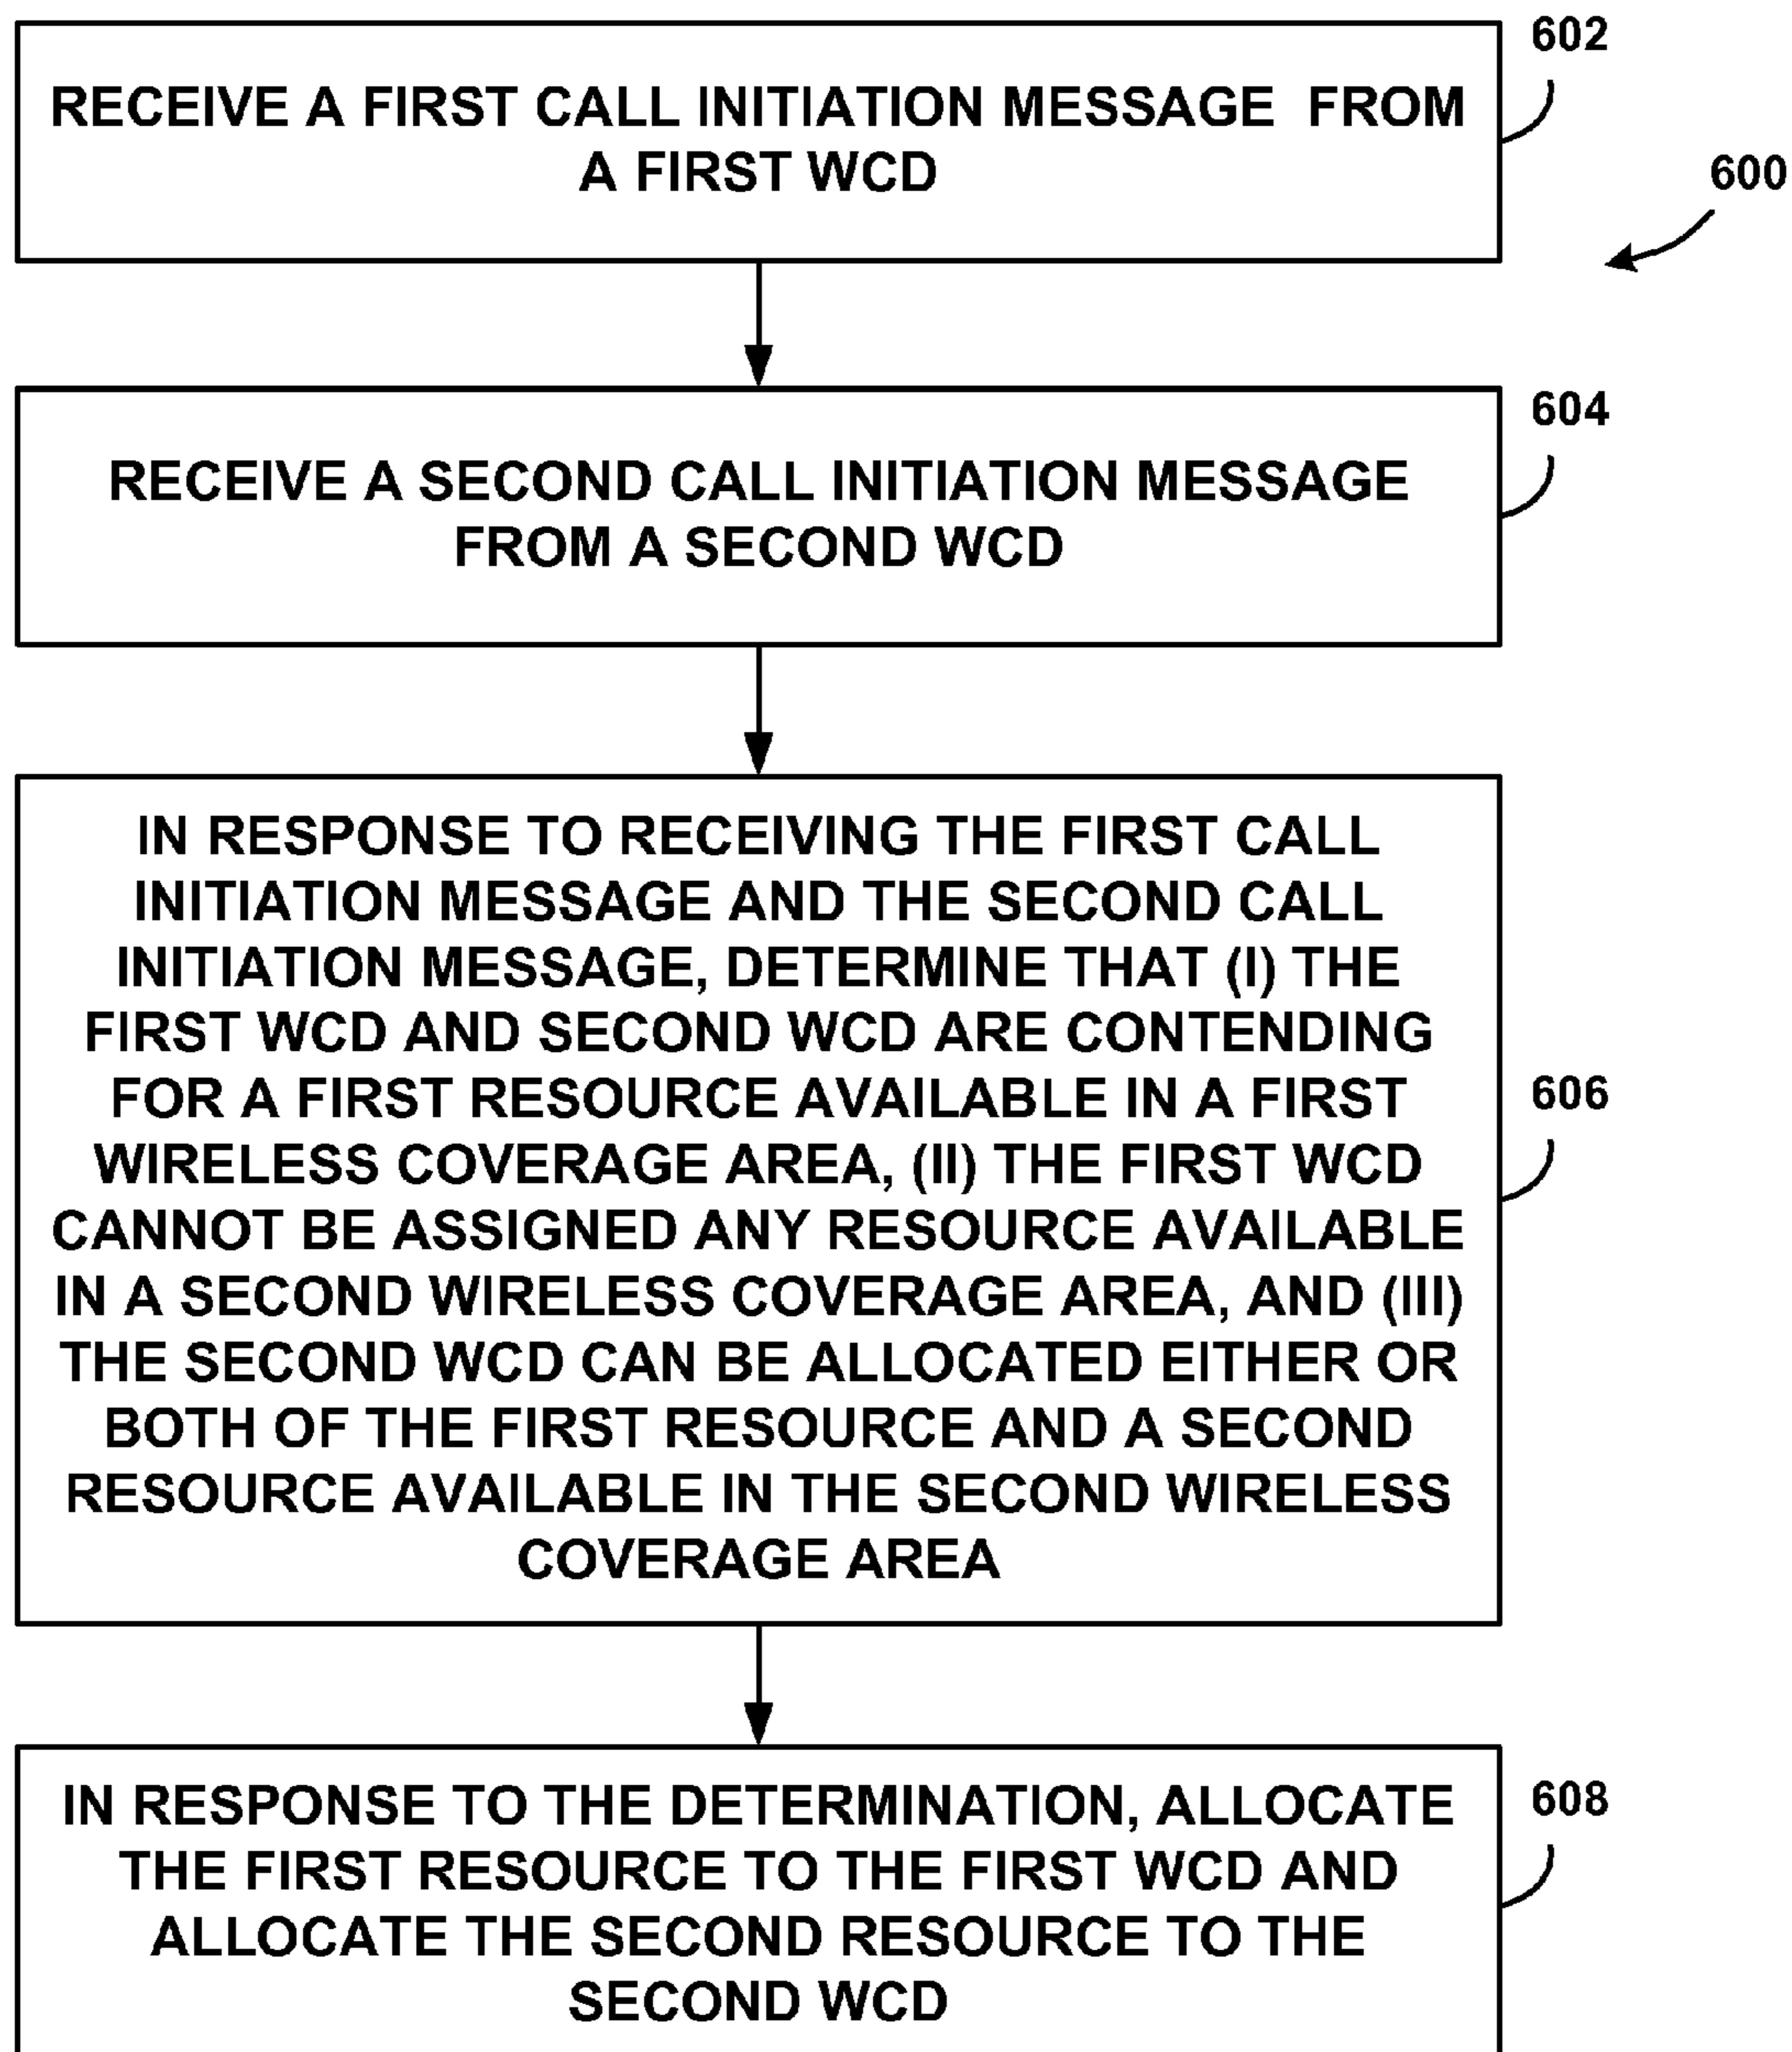 602
RECEIVE A FIRST CALL INITIATION MESSAGE FROM
A FIRST WCD
600
604
RECEIVE A SECOND CALL INITIATION MESSAGE
FROM A SECOND WCD
IN RESPONSE TO RECEIVING THE FIRST CALL
INITIATION MESSAGE AND THE SECOND CALL
INITIATION MESSAGE, DETERMINE THAT (I) THE
FIRST WCD AND SECOND WCD ARE CONTENDING
FOR A FIRST RESOURCE AVAILABLE IN A FIRST
WIRELESS COVERAGE AREA, (II) THE FIRST WCD
CANNOT BE ASSIGNED ANY RESOURCE AVAILABLE
IN A SECOND WIRELESS COVERAGE AREA, AND (III)
THE SECOND WCD CAN BE ALLOCATED EITHER OR
BOTH OF THE FIRST RESOURCE AND A SECOND
RESOURCE AVAILABLE IN THE SECOND WIRELESS
COVERAGE AREA
606
IN RESPONSE TO THE DETERMINATION, ALLOCATE
THE FIRST RESOURCE TO THE FIRST WCD AND
ALLOCATE THE SECOND RESOURCE TO THE
SECOND WCD
608